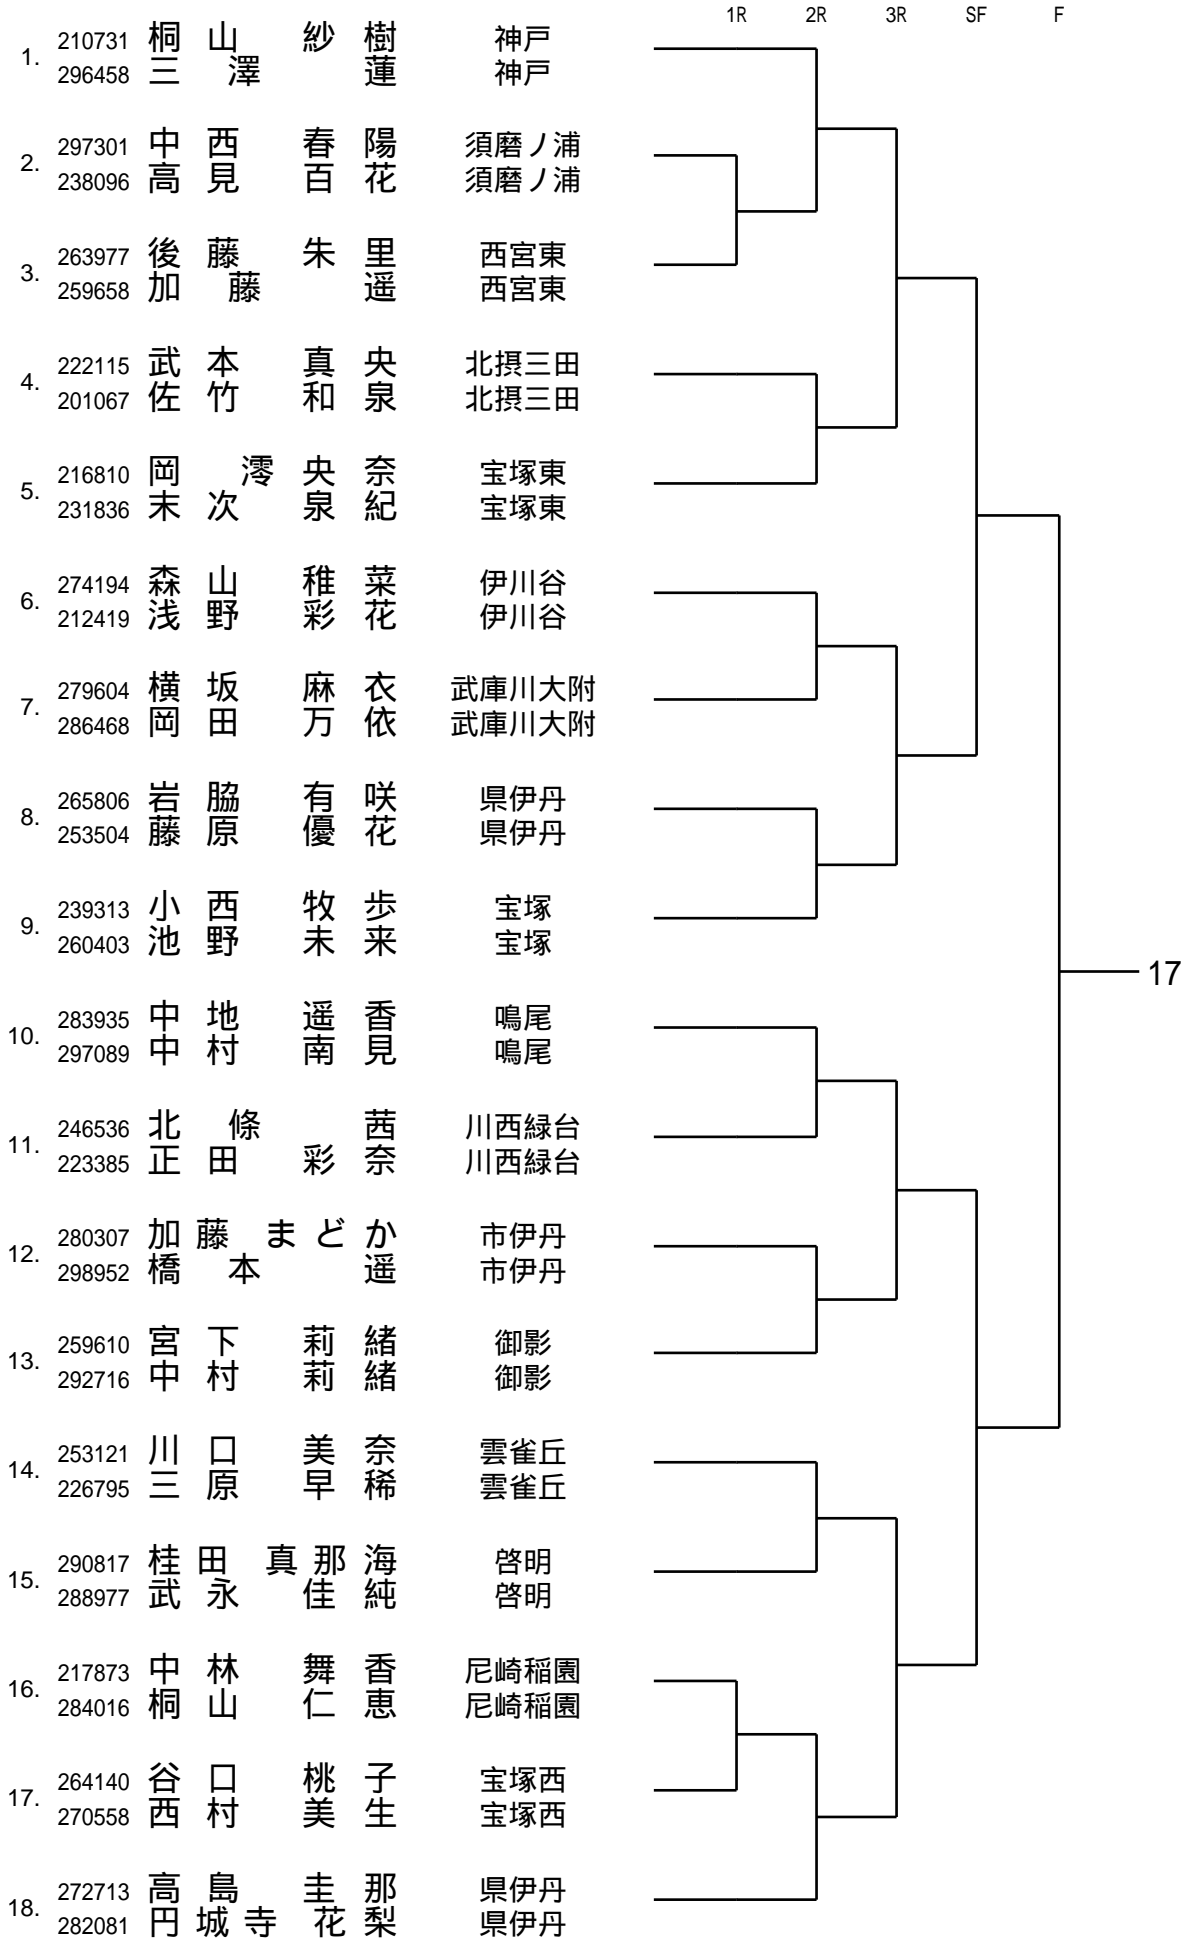 1R 2R 3R SF F
1. 210731 桐山 紗樹 神戸
296458 三澤 蓮 神戸
2. 297301 中西 春陽 須磨ノ浦
238096 高見 百花 須磨ノ浦
3. 263977 後藤 朱里 西宮東
259658 加藤 遥 西宮東
4. 222115 武本 真央 北摂三田
201067 佐竹 和泉 北摂三田
5. 216810 岡 澪央奈 宝塚東
231836 末次 泉紀 宝塚東
6. 274194 森山 稚菜 伊川谷
212419 浅野 彩花 伊川谷
7. 279604 横坂 麻衣 武庫川大附
286468 岡田 万依 武庫川大附
8. 265806 岩脇 有咲 県伊丹
253504 藤原 優花 県伊丹
9. 239313 小西 牧歩 宝塚
260403 池野 未来 宝塚
17
10. 283935 中地 遥香 鳴尾
297089 中村 南見 鳴尾
11. 246536 北條 茜 川西緑台
223385 正田 彩奈 川西緑台
12. 280307 加藤 まどか 市伊丹
298952 橋本 遥 市伊丹
13. 259610 宮下 莉緒 御影
292716 中村 莉緒 御影
14. 253121 川口 美奈 雲雀丘
226795 三原 早稀 雲雀丘
15. 290817 桂田 真那海 啓明
288977 武永 佳純 啓明
16. 217873 中林 舞香 尼崎稲園
284016 桐山 仁恵 尼崎稲園
17. 264140 谷口 桃子 宝塚西
270558 西村 美生 宝塚西
18. 272713 高島 圭那 県伊丹
282081 円城寺 花梨 県伊丹